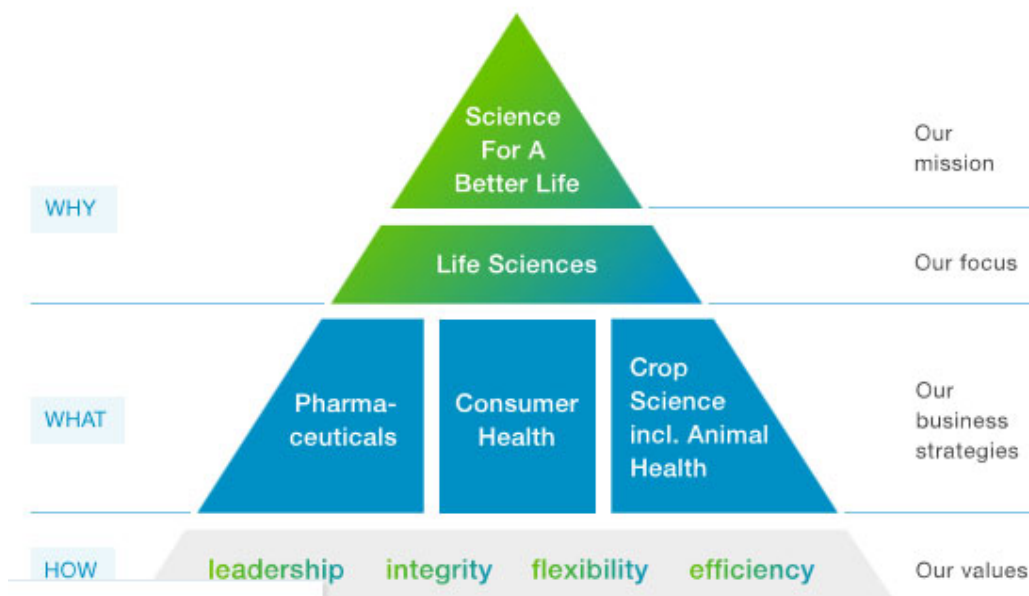 Science
For A
Better Life
Our
mission
WHY
Life Sciences
Our focus
WHAT
Pharma-
ceuticals
Consumer
Health
Crop
Science
incl. Animal
Health
Our
business
strategies
HOW
leadership integrity flexibility efficiency
Our values